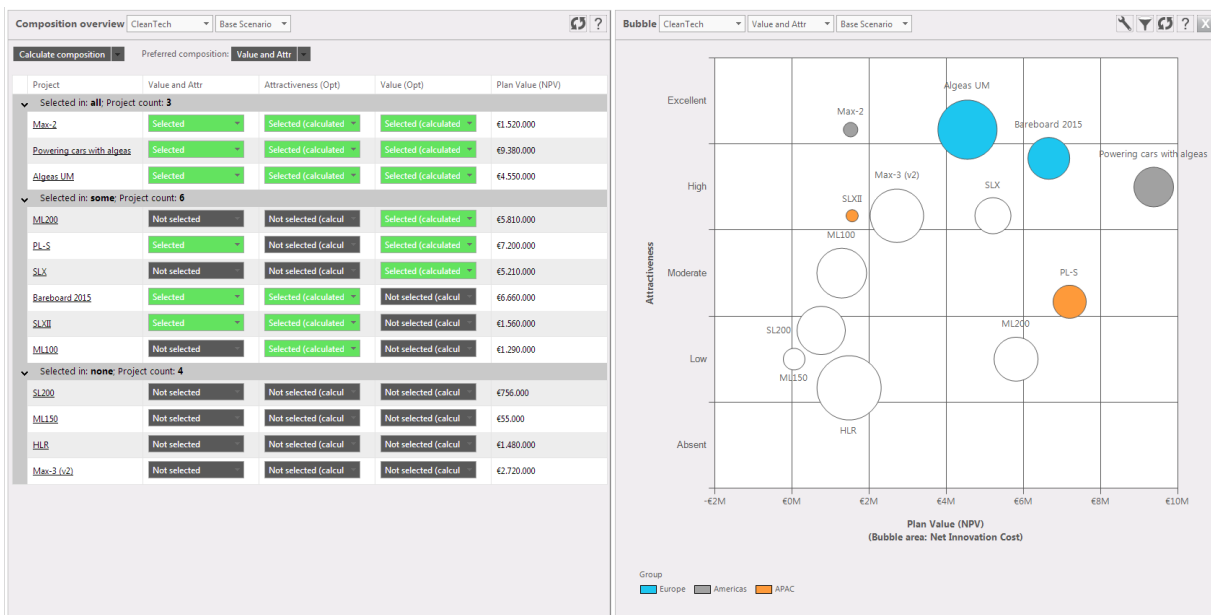 Composition overview CleanTech Base Scenario ?
Calculate composition Preferred composition: Value and Attr
Project Value and Attr Attractiveness (Opt) Value (Opt) Plan Value (NPV)
Selected in: all; Project count: 3
Max-2 Selected Selected (calculated Selected (calculated €1.520.000
Powering cars with algeas Selected Selected (calculated Selected (calculated €9.380.000
Algeas UM Selected Selected (calculated Selected (calculated €4.550.000
Selected in: some; Project count: 6
ML200 Not selected Not selected (calcul Selected (calculated €5.810.000
PL-S Selected Not selected (calcul Selected (calculated €7.200.000
SLX Not selected Not selected (calcul Selected (calculated €5.210.000
Bareboard 2015 Selected Selected (calculated Not selected (calcul €6.660.000
SLXII Selected Selected (calculated Not selected (calcul €1.560.000
ML100 Not selected Selected (calculated Not selected (calcul €1.290.000
Selected in: none; Project count: 4
SL200 Not selected Not selected (calcul Not selected (calcul €756.000
ML150 Not selected Not selected (calcul Not selected (calcul €55.000
HLR Not selected Not selected (calcul Not selected (calcul €1.480.000
Max-3 (v2) Not selected Not selected (calcul Not selected (calcul €2.720.000
Bubble CleanTech Value and Attr Base Scenario ? X
Attractiveness
Excellent
High
Moderate
Low
Absent
Algeas UM
Max-2
Bareboard 2015
Powering cars with algeas
Max-3 (v2)
SLX
SLXII
ML100
PL-S
SL200
ML200
ML150
HLR
-€2M €0M €2M €4M €6M €8M €10M
Plan Value (NPV)
(Bubble area: Net Innovation Cost)
Group
Europe Americas APAC